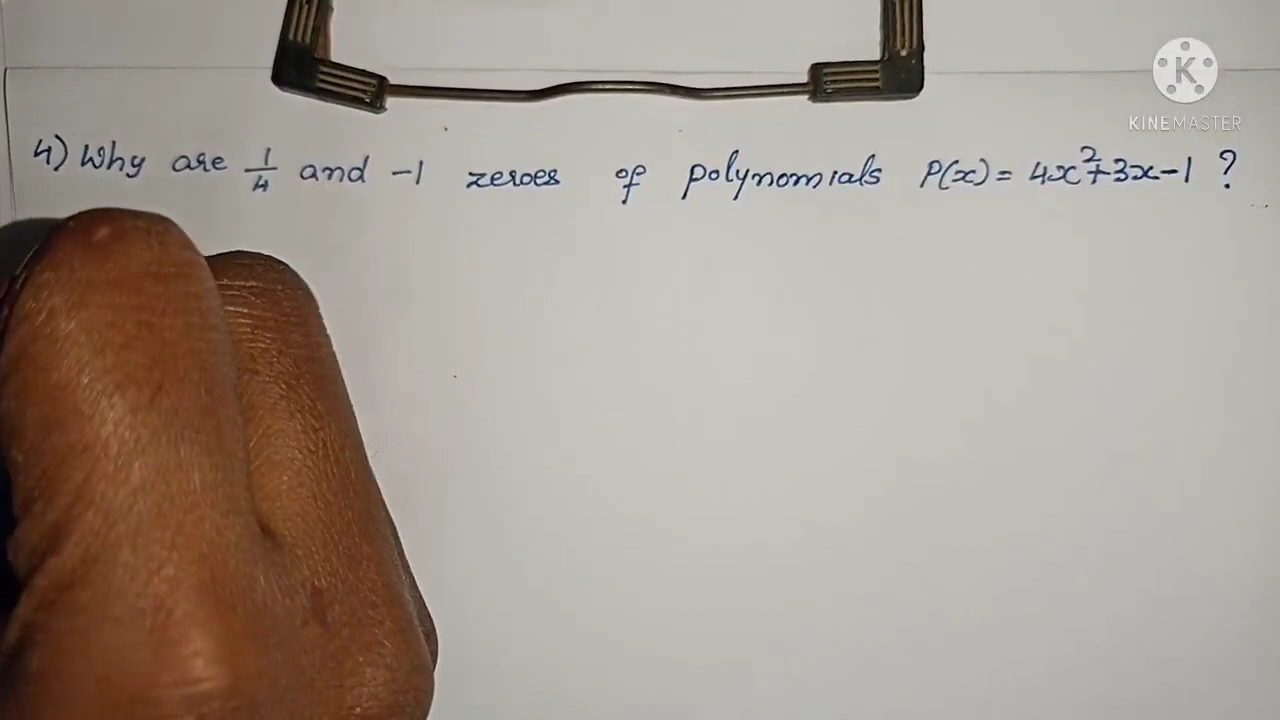 4) Why are 1/4 and -1 zeroes of polynomials P(x) = 4x²+3x-1 ?
K
KINEMASTER